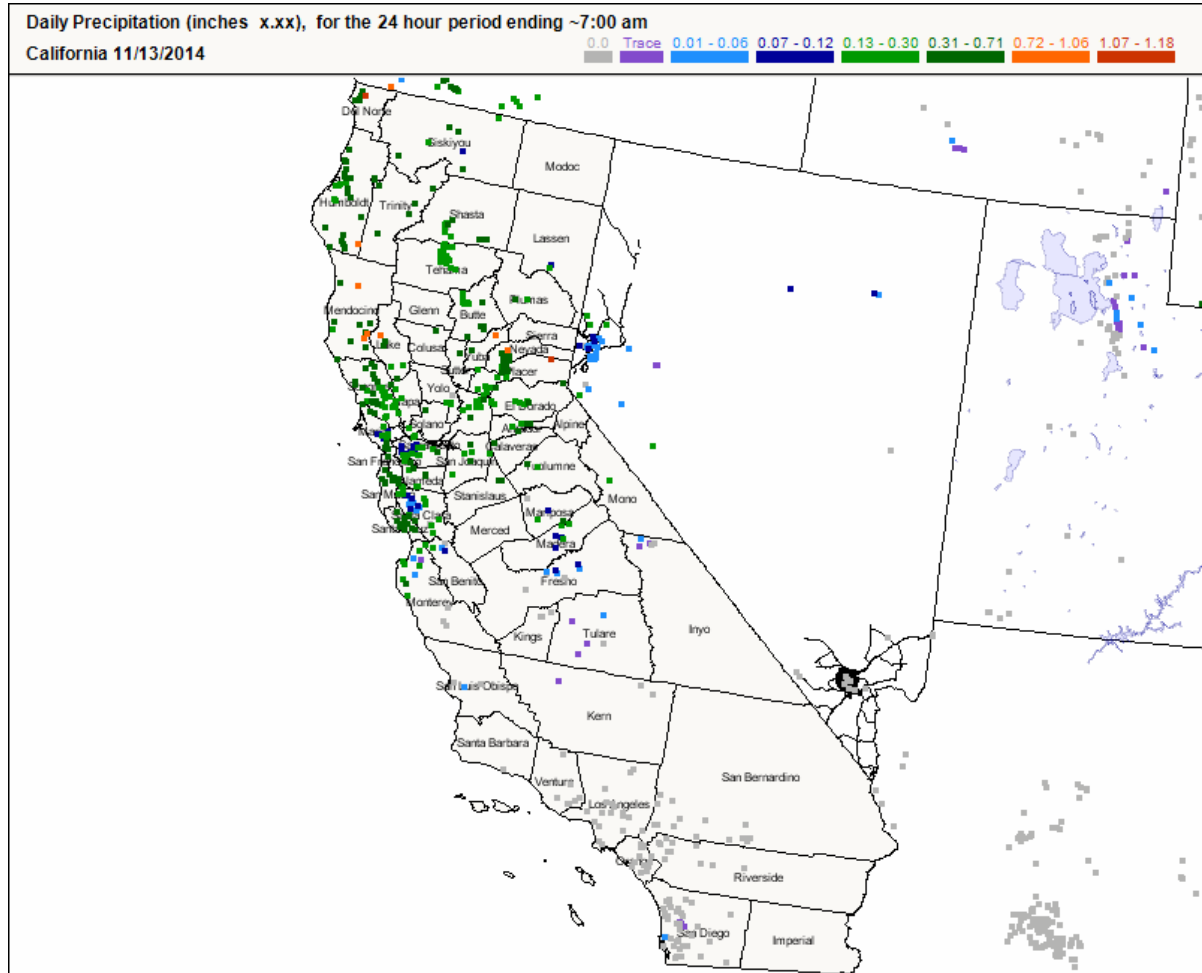 Daily Precipitation (inches x.xx), for the 24 hour period ending ~7:00 am
California 11/13/2014
0.0 Trace 0.01 - 0.06 0.07 - 0.12 0.13 - 0.30 0.31 - 0.71 0.72 - 1.06 1.07 - 1.18
Del Norte
Siskiyou
Modoc
Humboldt
Trinity
Shasta
Lassen
Tehama
Plumas
Mendocino
Glenn
Butte
Sierra
Lake
Colusa
Yuba
Nevada
Placer
Yolo
El Dorado
Solano
Alpine
Calaveras
San Joaquin
Tuolumne
Alameda
San Mateo
Stanislaus
Mono
Santa Clara
Mariposa
Merced
Madera
San Benito
Fresno
Monterey
Kings
Tulare
Inyo
San Luis Obispo
Kern
Santa Barbara
Ventura
San Bernardino
Los Angeles
Orange
Riverside
San Diego
Imperial